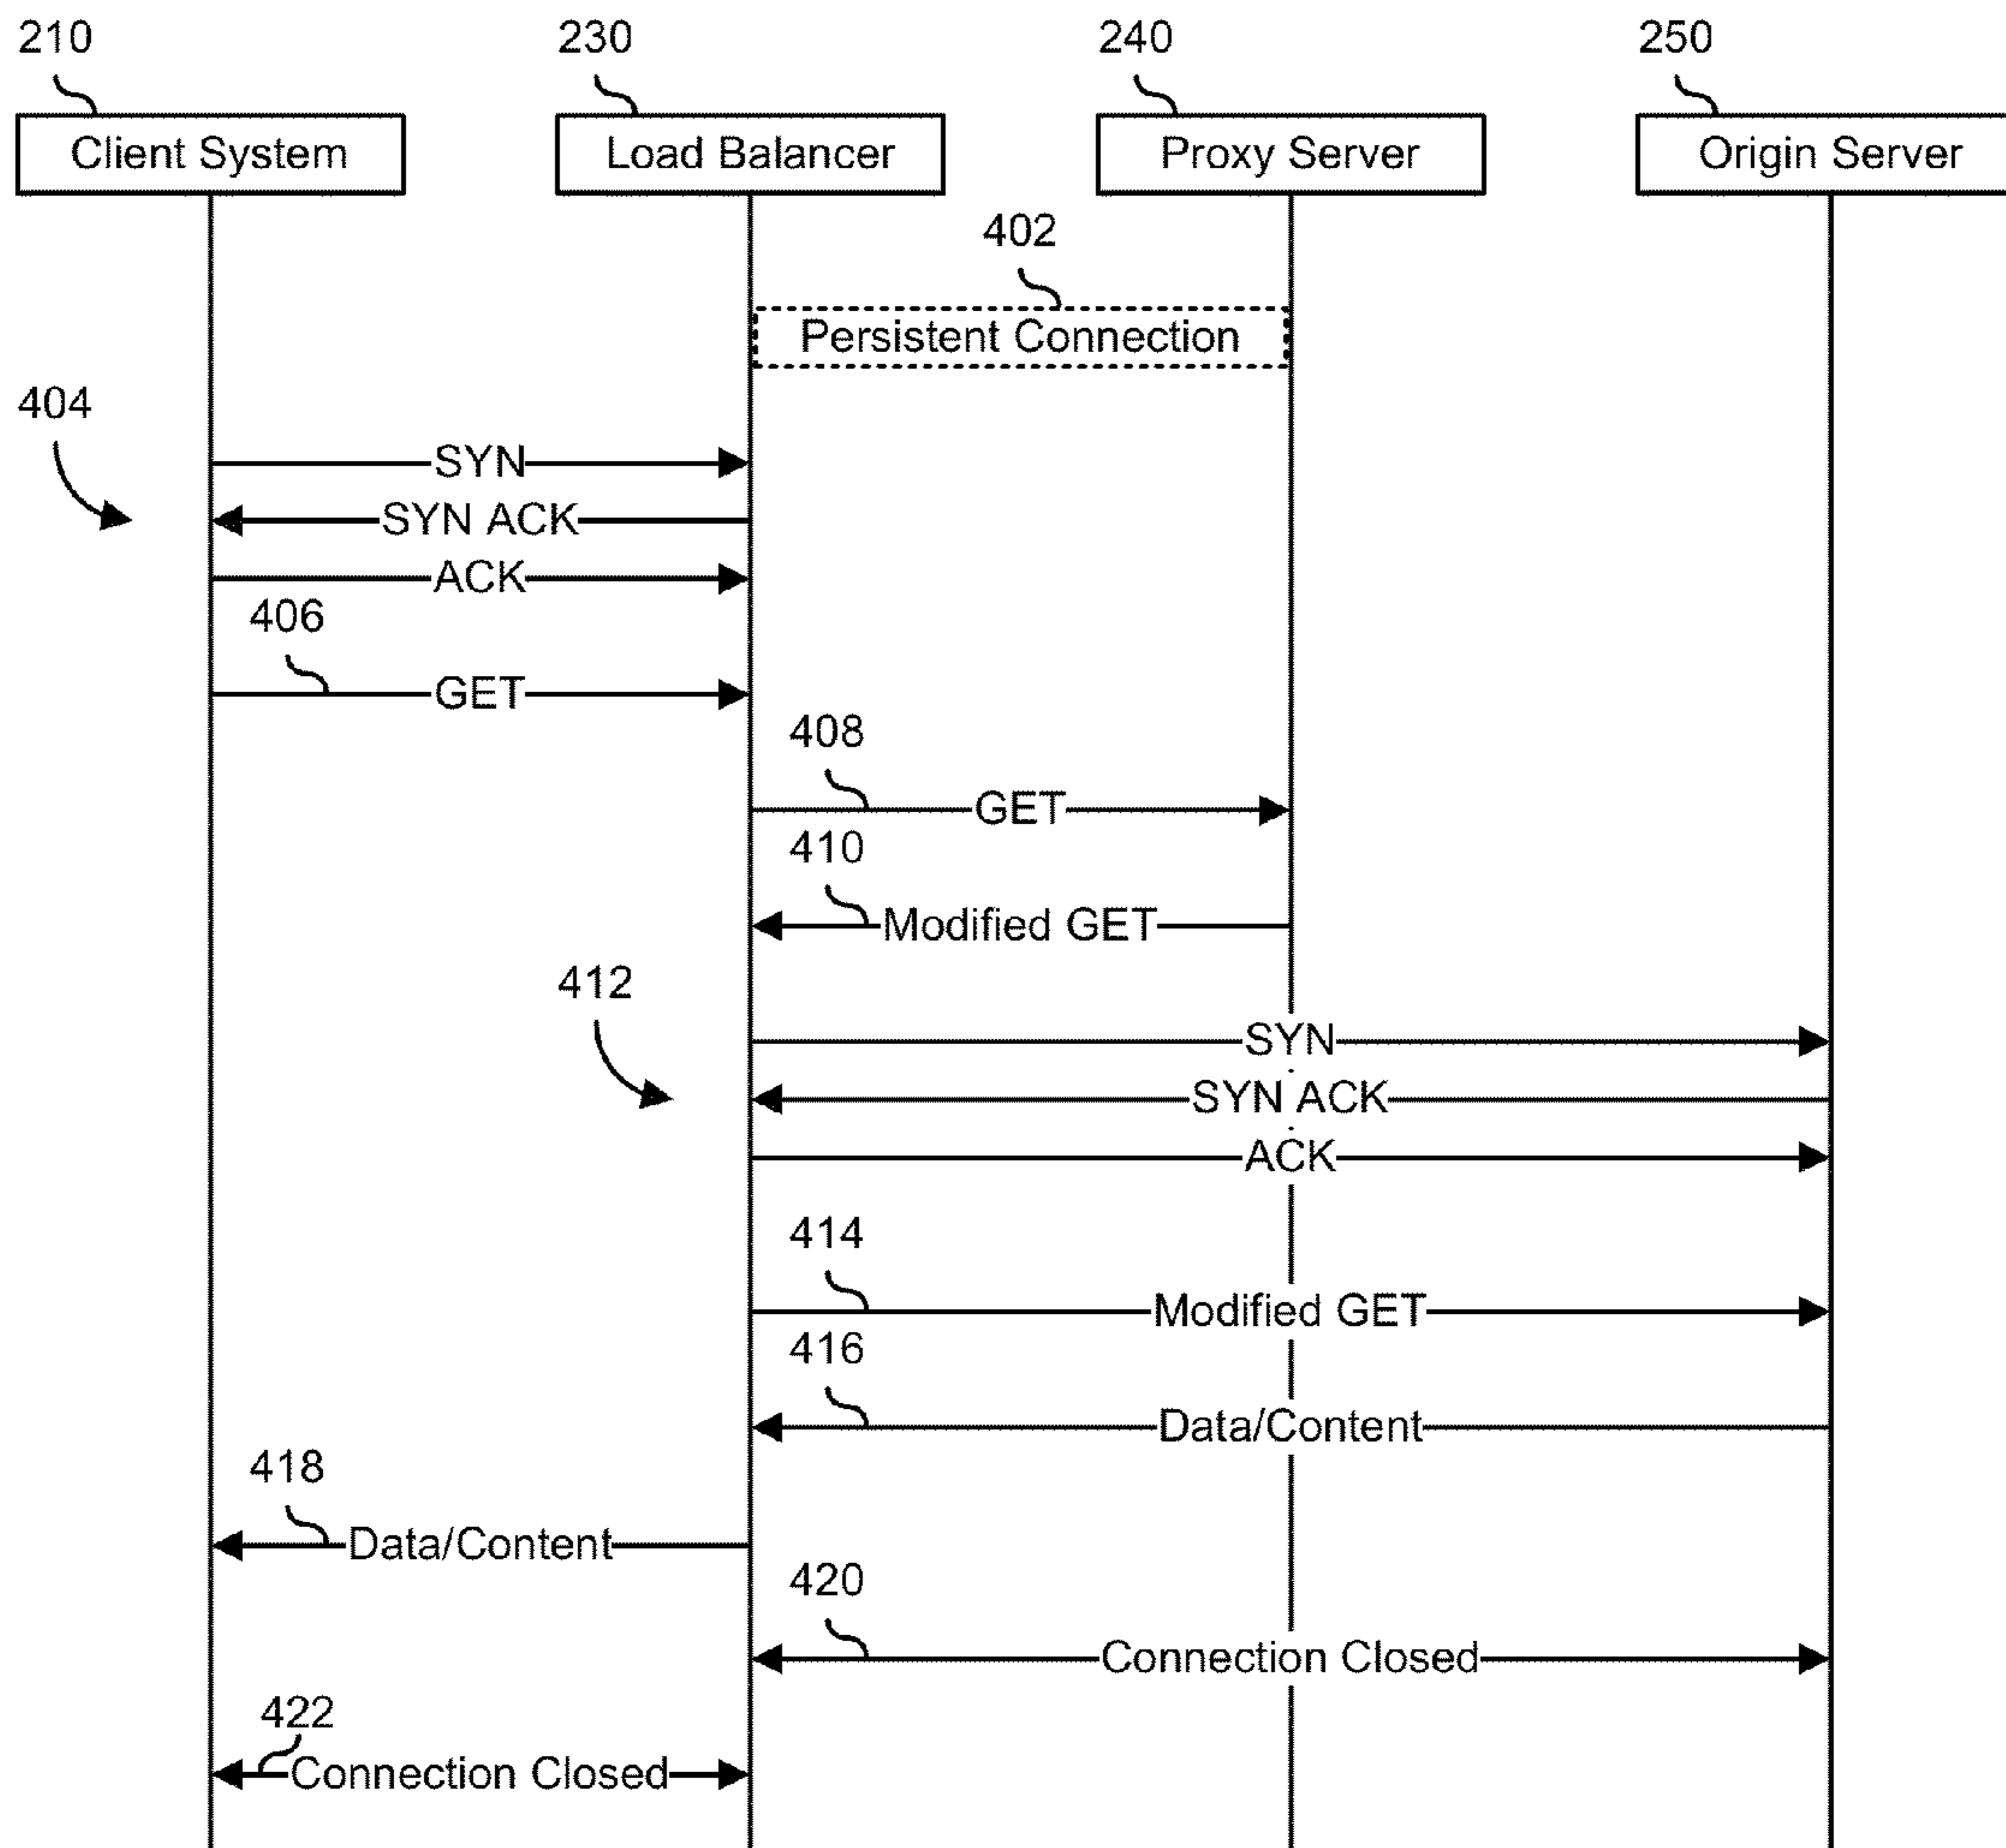 210
230
240
250
Client System
Load Balancer
Proxy Server
Origin Server
402
Persistent Connection
404
SYN
SYN ACK
ACK
406
GET
408
GET
410
Modified GET
412
SYN
SYN ACK
ACK
414
Modified GET
416
Data/Content
418
Data/Content
420
Connection Closed
422
Connection Closed